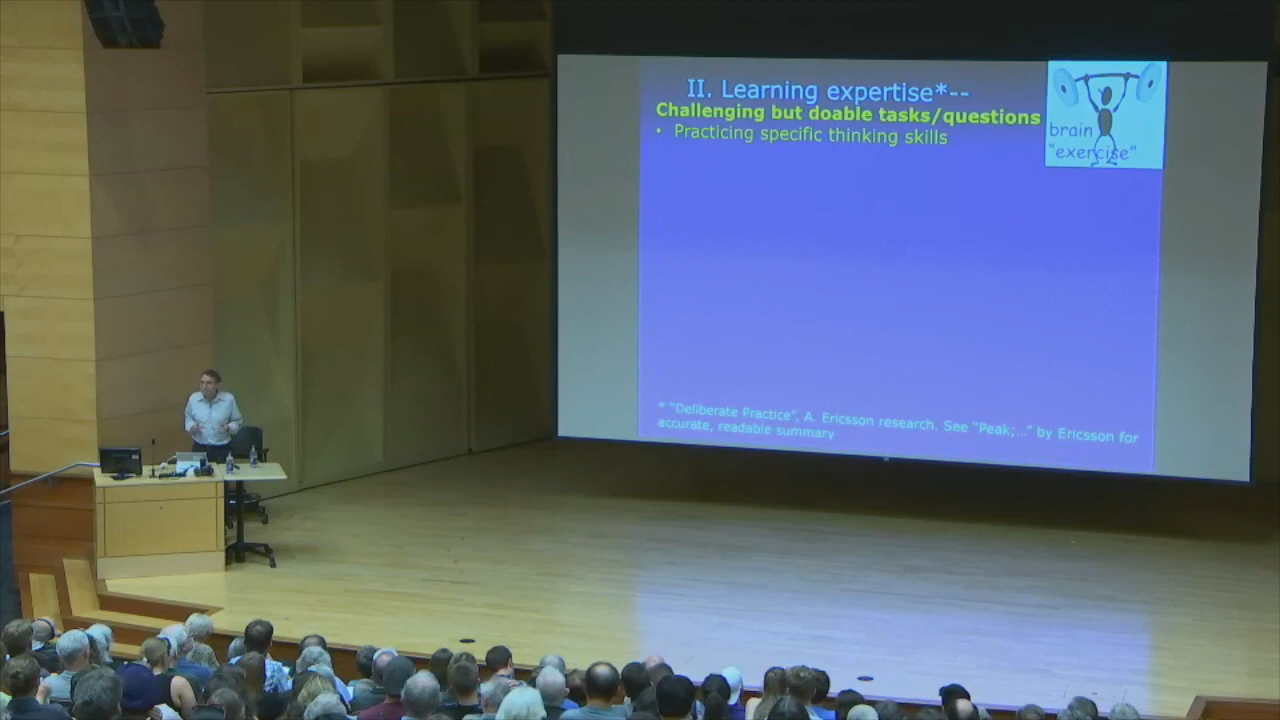 II. Learning expertise*--
Challenging but doable tasks/questions
• Practicing specific thinking skills
brain
"exercise"
* "Deliberate Practice", A. Ericsson research. See "Peak;…" by Ericsson for
accurate, readable summary